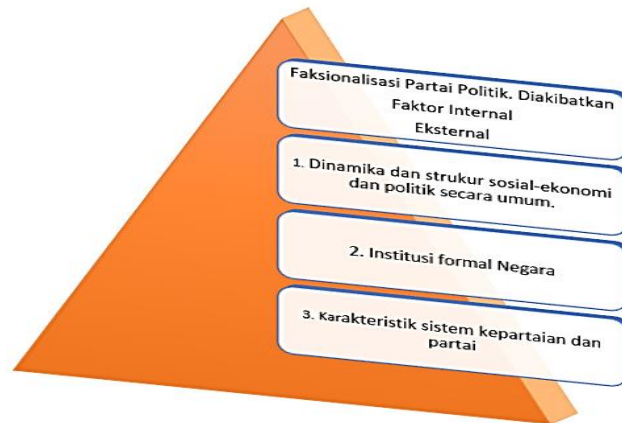 Faksionalisasi Partai Politik. Diakibatkan
Faktor Internal
Eksternal
1. Dinamika dan strukur sosial-ekonomi
dan politik secara umum.
2. Institusi formal Negara
3. Karakteristik sistem kepartaian dan
partai